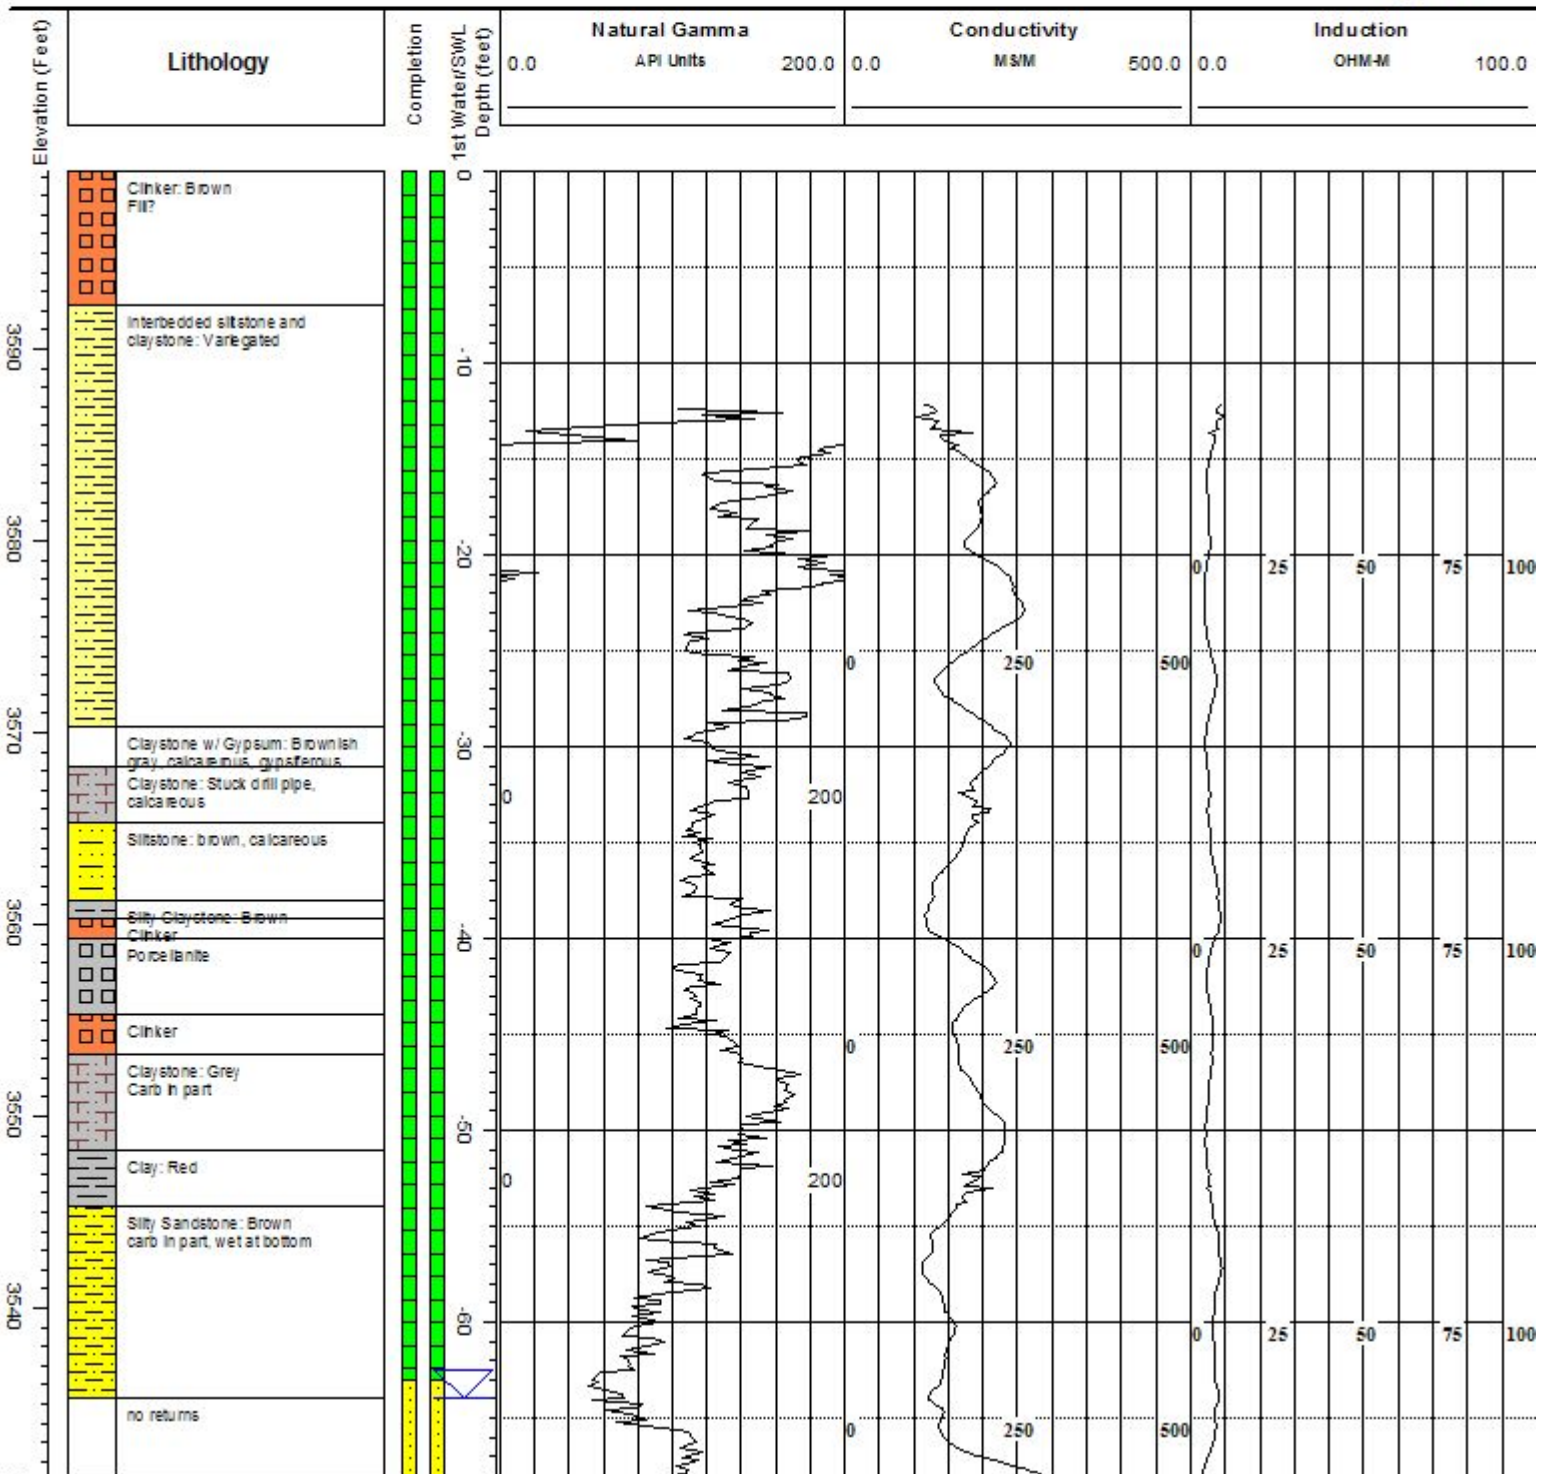 Elevation (Feet)
Lithology
Completion
1st Water/SWL
Depth (feet)
Natural Gamma
0.0 API Units 200.0
Conductivity
0.0 MS/M 500.0
Induction
0.0 OHM-M 100.0
0
Clinker: Brown
Fill?
Interbedded siltstone and
claystone: Variegated
3590
-10
3580
-20
0 25 50 75 100
0 250 500
3570
Claystone w/ Gypsum: Brownish
gray, calcarerous, gypsiferous
-30
Claystone: Stuck drill pipe,
calcareous
0 200
Siltstone: brown, calcareous
Silty Claystone: Brown
3560
Clinker
-40
Porcellanite
0 25 50 75 100
Clinker
0 250 500
Claystone: Grey
Carb in part
3550
-50
Clay: Red
0 200
Silty Sandstone: Brown
carb in part, wet at bottom
3540
-60
0 25 50 75 100
no returns
0 250 500